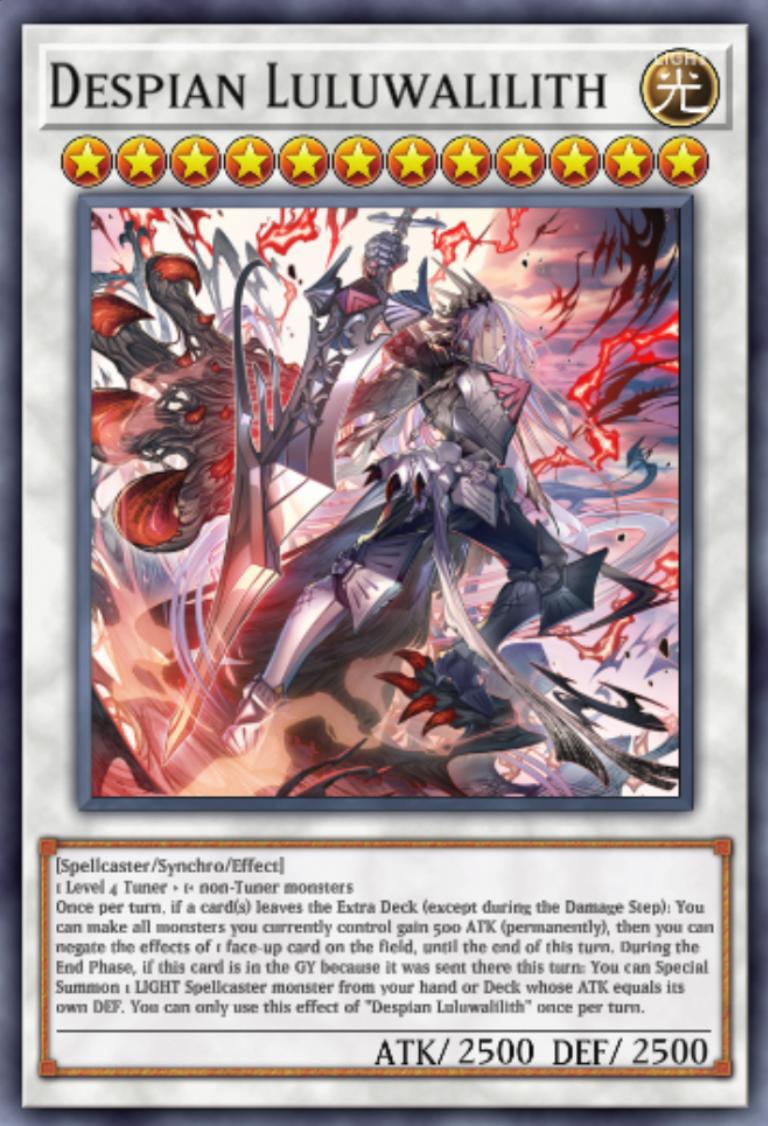 DESPIAN LULUWALILITH
LIGHT
光
[Spellcaster/Synchro/Effect]
1 Level 4 Tuner + 1+ non-Tuner monsters
Once per turn, if a card(s) leaves the Extra Deck (except during the Damage Step): You
can make all monsters you currently control gain 500 ATK (permanently), then you can
negate the effects of 1 face-up card on the field, until the end of this turn. During the
End Phase, if this card is in the GY because it was sent there this turn: You can Special
Summon 1 LIGHT Spellcaster monster from your hand or Deck whose ATK equals its
own DEF. You can only use this effect of "Despian Luluwalilith" once per turn.
ATK/ 2500 DEF/ 2500